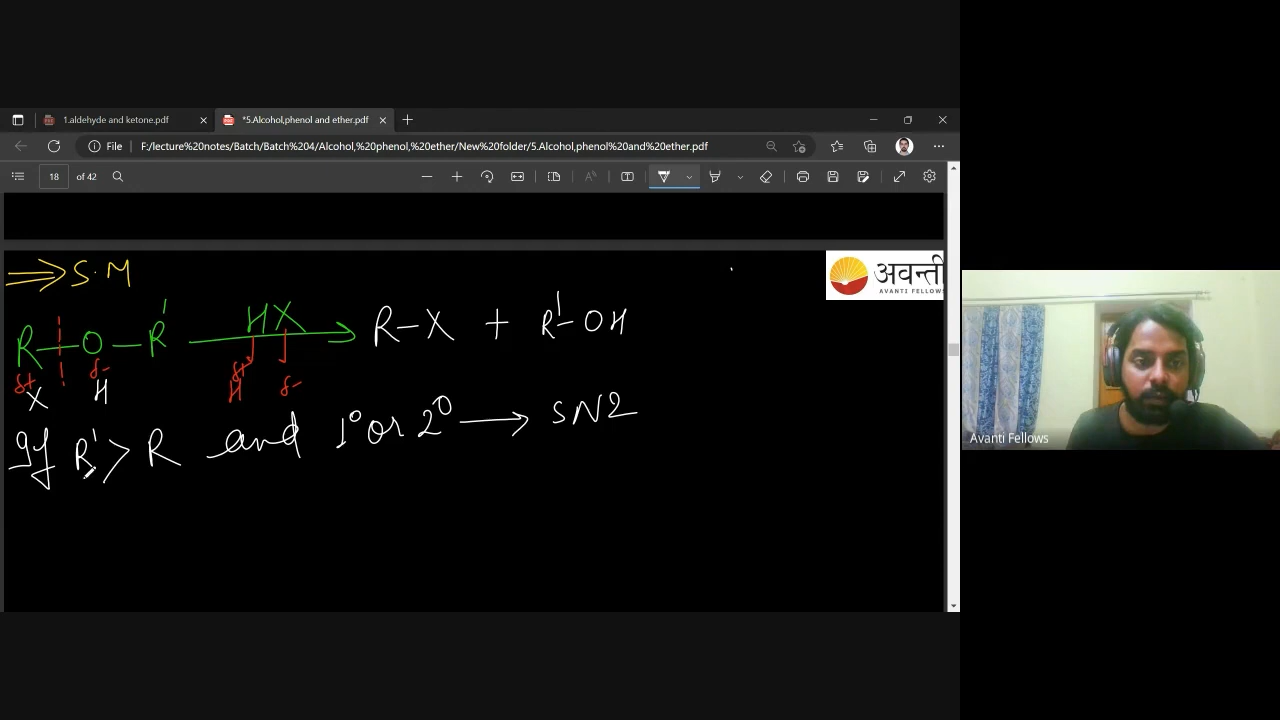 1.aldehyde and ketone.pdf
*5.Alcohol,phenol and ether.pdf
File F:/lecture%20notes/Batch/Batch%204/Alcohol,%20phenol,%20ether/New%20folder/5.Alcohol,phenol%20and%20ether.pdf
18 of 42
⇒ S.M
अवन्ती
AVANTI FELLOWS
R—O—R' HX → R-X + R'-OH
δ+ δ- δ+ δ-
X H H
If R' > R and 1° or 2° → SN2
Avanti Fellows